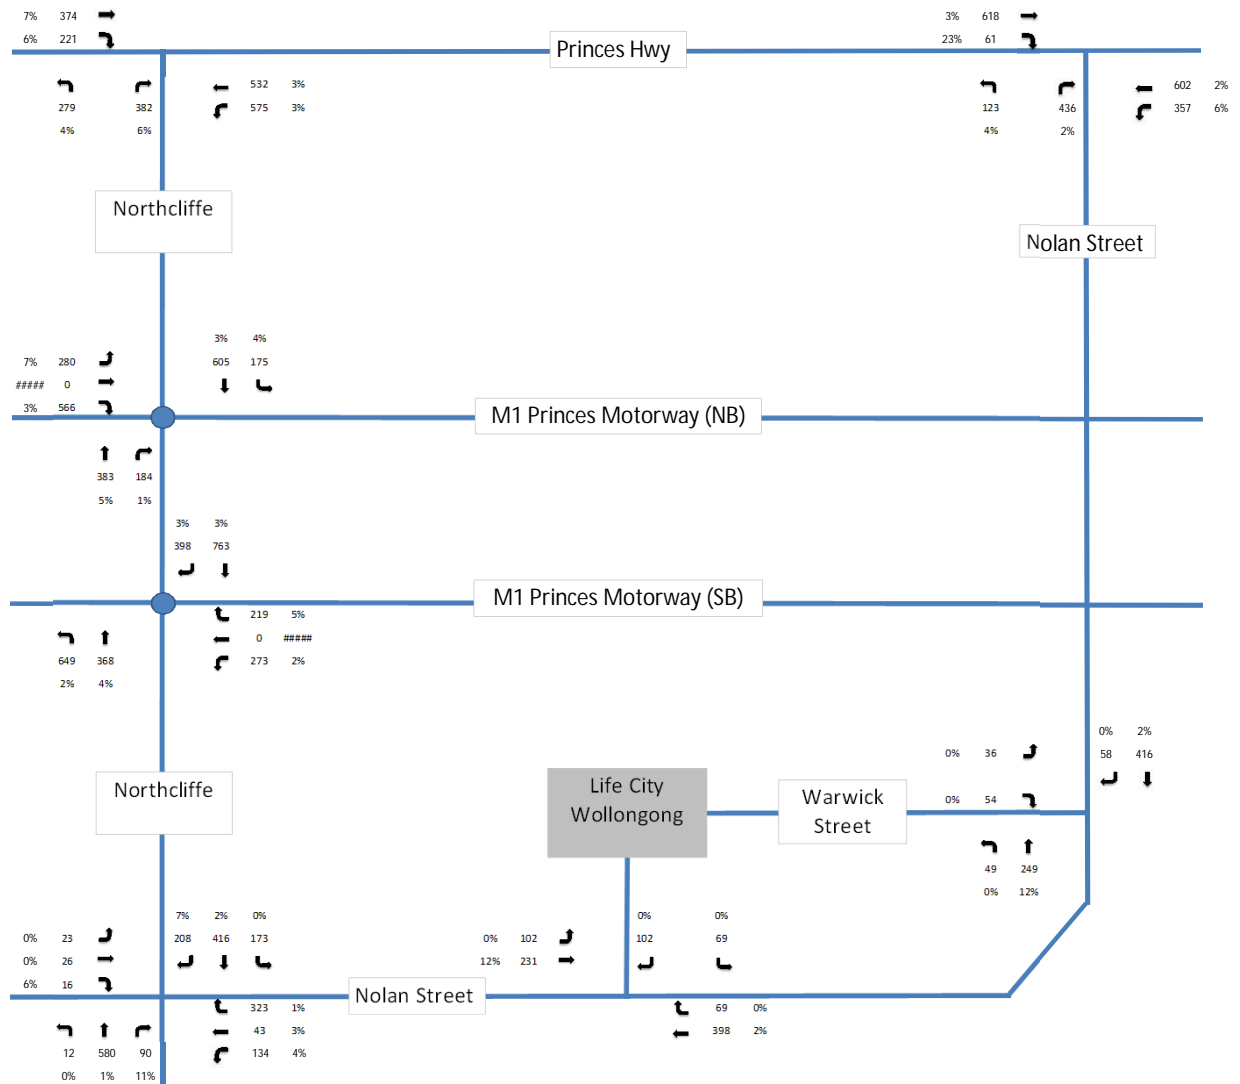 7% 374 3% 618
6% 221 23% 61
Princes Hwy
532 3% 602 2%
279 382 575 3% 123 436 357 6%
4% 6% 4% 2%
Northcliffe
Nolan Street
3% 4%
7% 280 605 175
##### 0
3% 566
M1 Princes Motorway (NB)
383 184
5% 1%
3% 3%
398 763
M1 Princes Motorway (SB)
219 5%
0 #####
649 368 273 2%
2% 4%
0% 2%
0% 36 58 416
Northcliffe
Life City
Wollongong
Warwick
Street
0% 54
49 249
0% 12%
7% 2% 0% 0% 0%
0% 23 208 416 173 0% 102 102 69
0% 26 12% 231
6% 16
Nolan Street
323 1% 69 0%
43 3% 398 2%
12 580 90 134 4%
0% 1% 11%